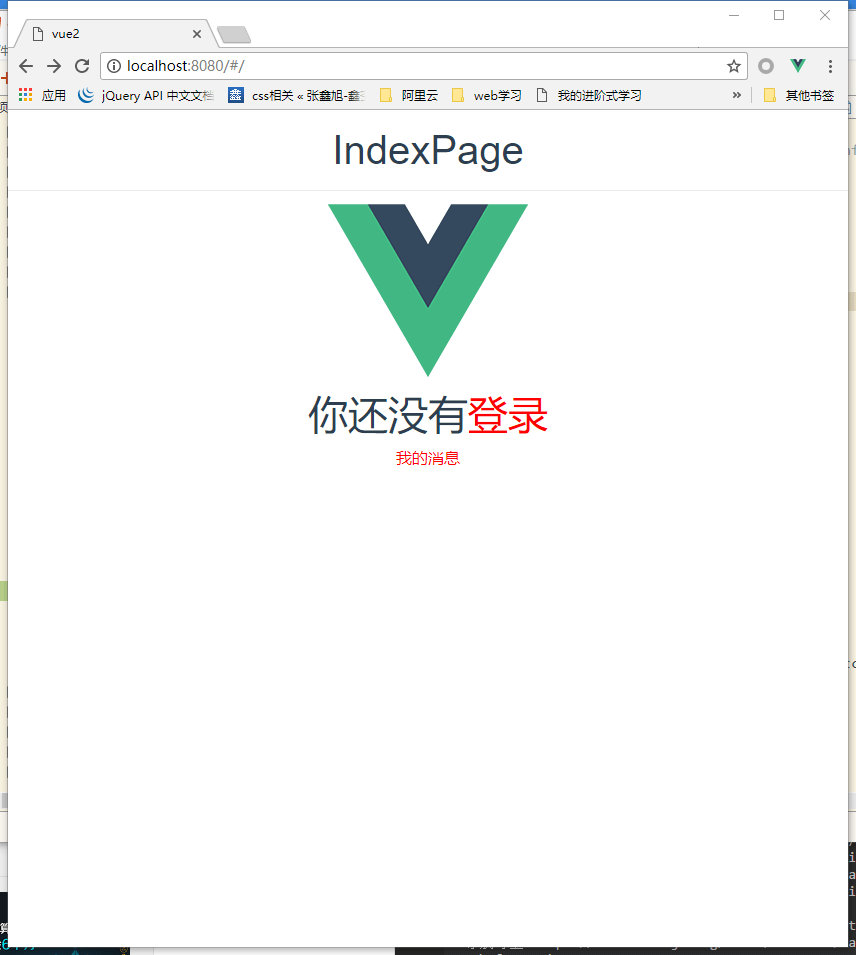 vue2
localhost:8080/#/
应用 jQuery API 中文文档 css相关 « 张鑫旭-鑫 阿里云 web学习 我的进阶式学习 » 其他书签
IndexPage
你还没有登录
我的消息